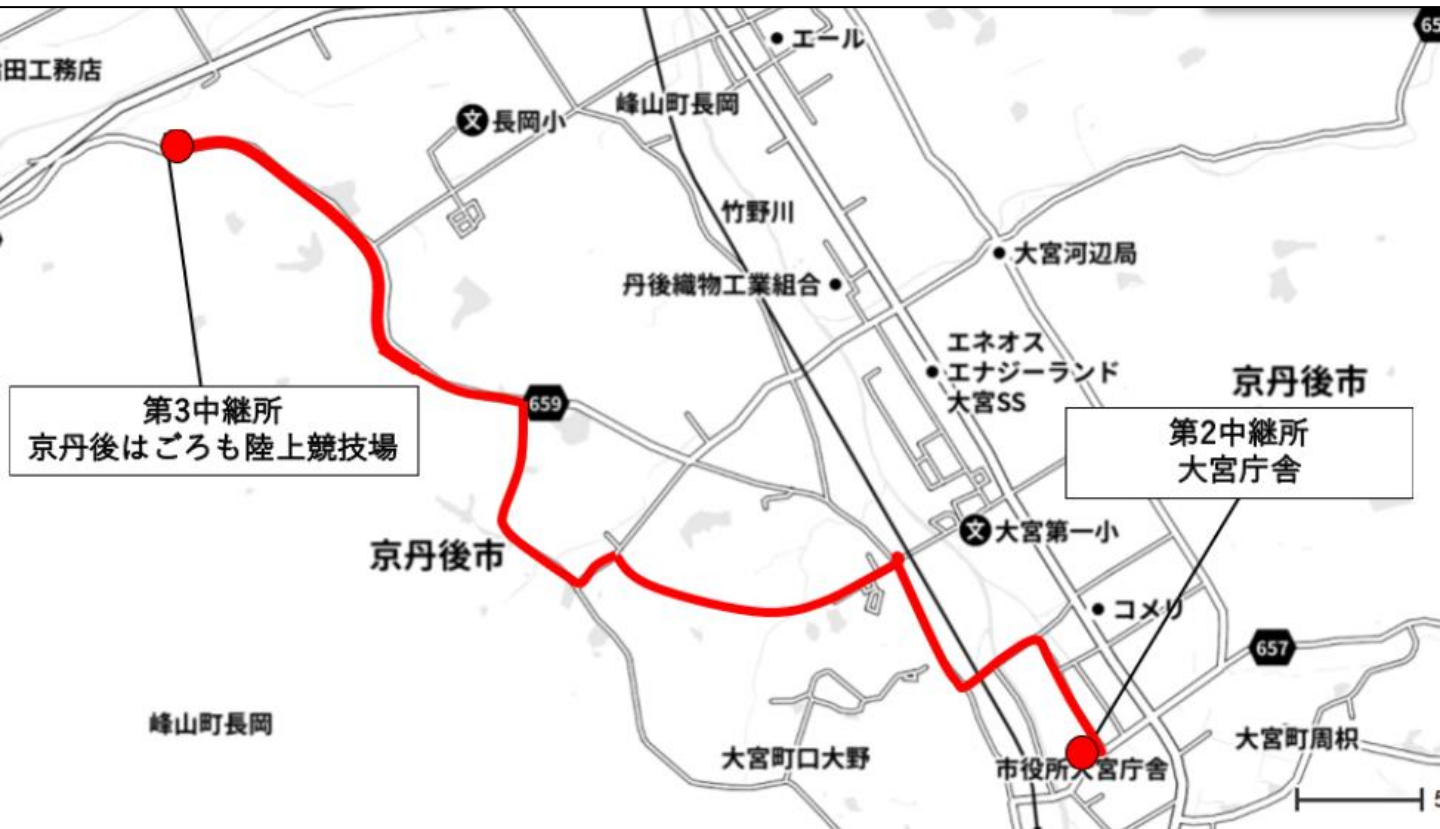 65
エール
田工務店
峰山町長岡
長岡小
文
竹野川
大宮河辺局
丹後織物工業組合
エネオス
エナジーランド
大宮SS
京丹後市
第3中継所
京丹後はごろも陸上競技場
659
第2中継所
大宮庁舎
文
大宮第一小
京丹後市
コメリ
657
峰山町長岡
大宮町口大野
大宮町周枳
市役所大宮庁舎
5